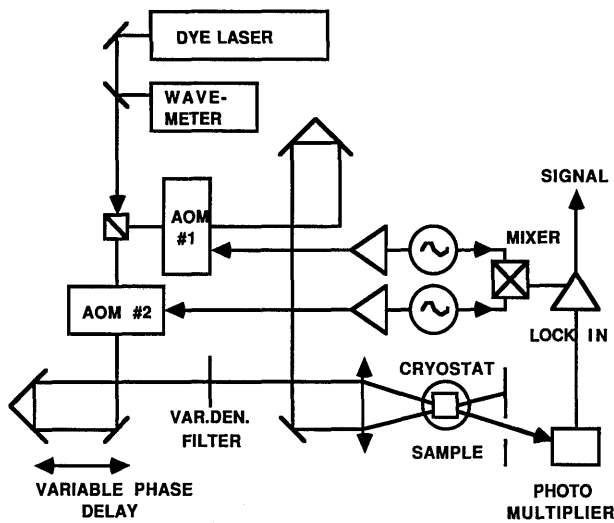 DYE LASER
WAVE-
METER
SIGNAL
AOM
#1
MIXER
AOM #2
LOCK IN
CRYOSTAT
VAR.DEN.
FILTER
SAMPLE
VARIABLE PHASE
DELAY
PHOTO
MULTIPLIER